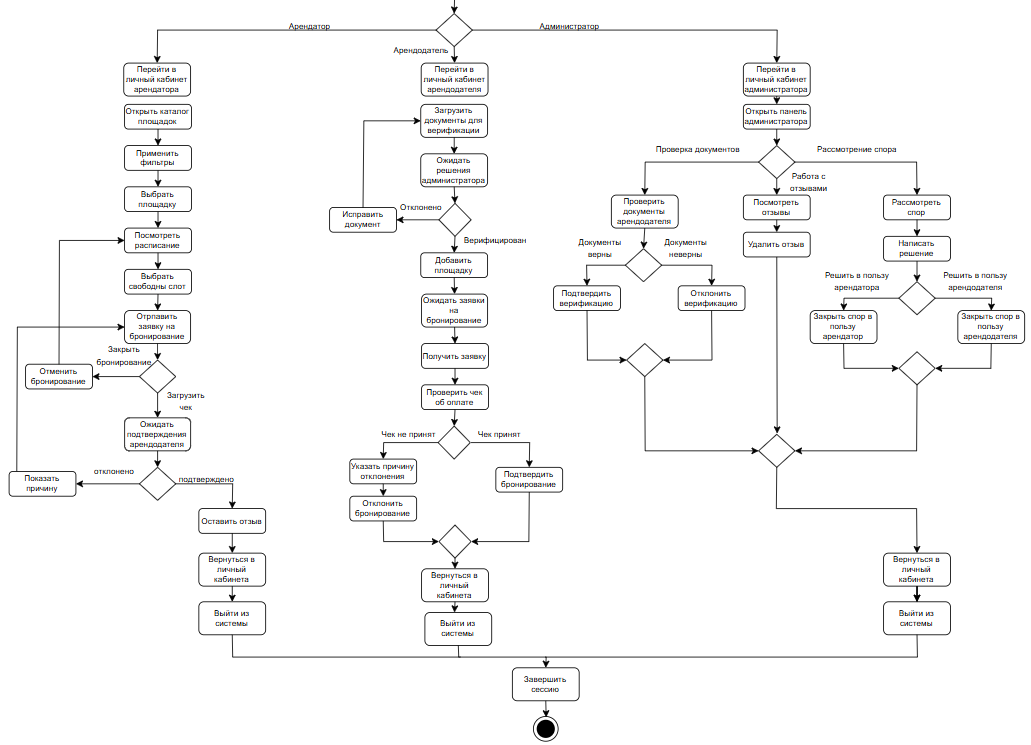 Арендатор
Администратор
Арендодатель
Перейти в
личный кабинет
арендатора
Открыть каталог
площадок
Применить
фильтры
Выбрать
площадку
Посмотреть
расписание
Выбрать
свободны слот
Отрпавить
заявку на
бронирование
Закрыть
бронирование
Отменить
бронирование
Загрузить
чек
Ожидать
подтверждения
арендодателя
отклонено
подтверждено
Показать
причину
Оставить отзыв
Вернуться в
личный
кабинета
Выйти из
системы
Перейти в
личный кабинет
арендодателя
Загрузить
документы для
верификации
Ожидать
решения
администратора
Отклонено
Исправить
документ
Верифицирован
Добавить
площадку
Ожидать заявки
на
бронирование
Получить заявку
Проверить чек
об оплате
Чек не принят
Чек принят
Указать причину
отклонения
Отклонить
бронирование
Подтвердить
бронирование
Вернуться в
личный
кабинета
Выйти из
системы
Перейти в
личный кабинет
администратора
Открыть панель
администратора
Проверка документов
Рассмотрение спора
Работа с
отзывами
Проверить
документы
арендодателя
Документы
верны
Документы
неверны
Подтвердить
верификацию
Отклонить
верификацию
Посмотреть
отзывы
Удалить отзыв
Рассмотреть
спор
Написать
решение
Решить в пользу
арендатора
Решить в пользу
арендодателя
Закрыть спор в
пользу
арендатор
Закрыть спор в
пользу
арендодателя
Вернуться в
личный
кабинета
Выйти из
системы
Завершить
сессию